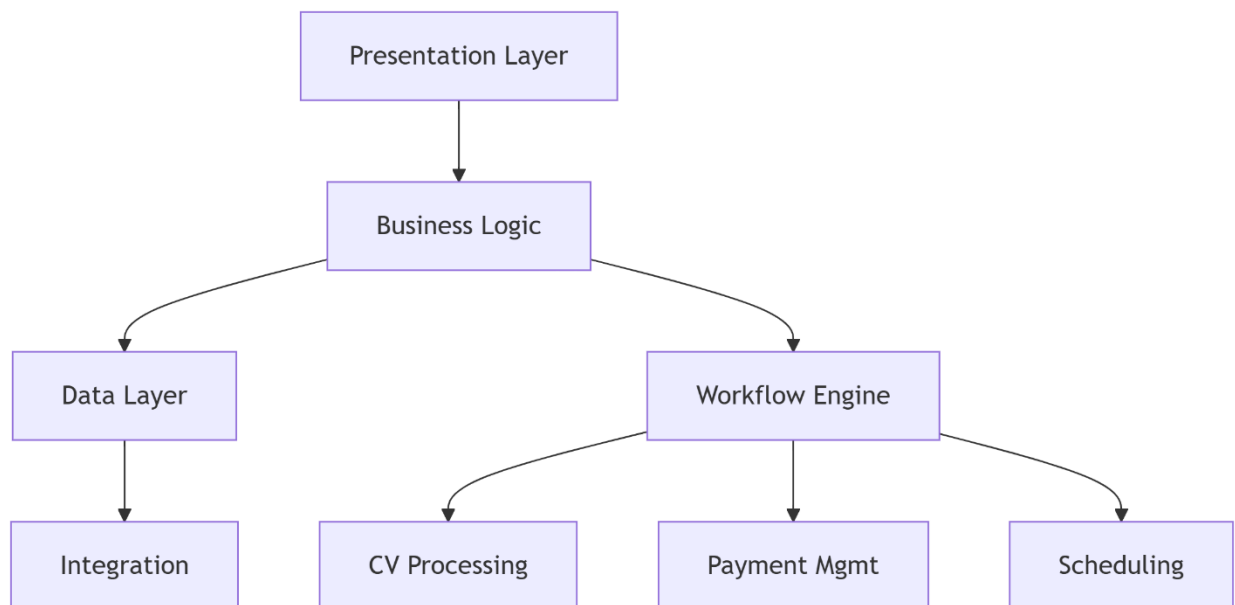 Presentation Layer
Business Logic
Data Layer
Workflow Engine
Integration
CV Processing
Payment Mgmt
Scheduling